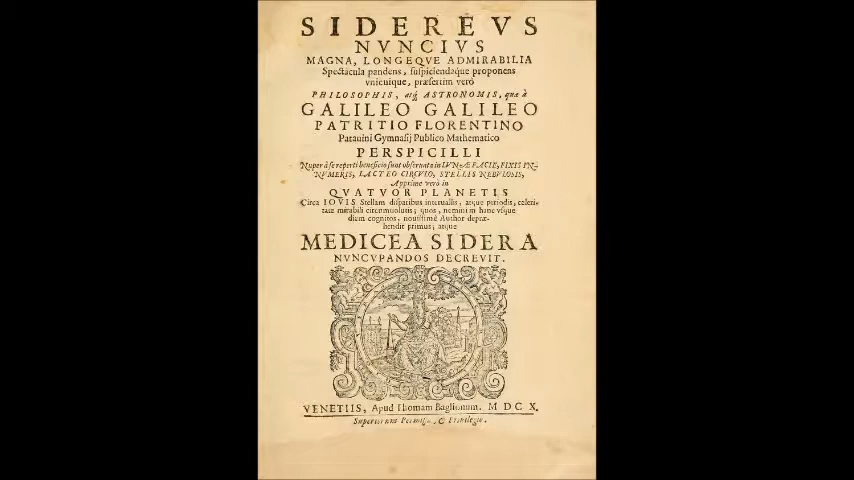 SIDEREVS
NVNCIVS
MAGNA, LONGEQVE ADMIRABILIA
Spectacula pandens, suspiciendaque proponens
vnicuique, præsertim verò
PHILOSOPHIS, atq́ ASTRONOMIS, quæ à
GALILEO GALILEO
PATRITIO FLORENTINO
Patauini Gymnasij Publico Mathematico
PERSPICILLI
Nuper à se reperti beneficio sunt obseruata in LVNÆ FACIE, FIXIS IN-
NVMERIS, LACTEO CIRCVLO, STELLIS NEBVLOSIS,
Apprime verò in
QVATVOR PLANETIS
Circa IOVIS Stellam disparibus interuallis, atque periodis, celeri-
tate mirabili circumuolutis; quos, nemini in hanc vsque
diem cognitos, nouissimè Author depræ-
hendit primus; atque
MEDICEA SIDERA
NVNCVPANDOS DECREVIT.
VENETIIS, Apud Thomam Baglionum. M DC X.
Superiorum Permissu, & Priuilegio.